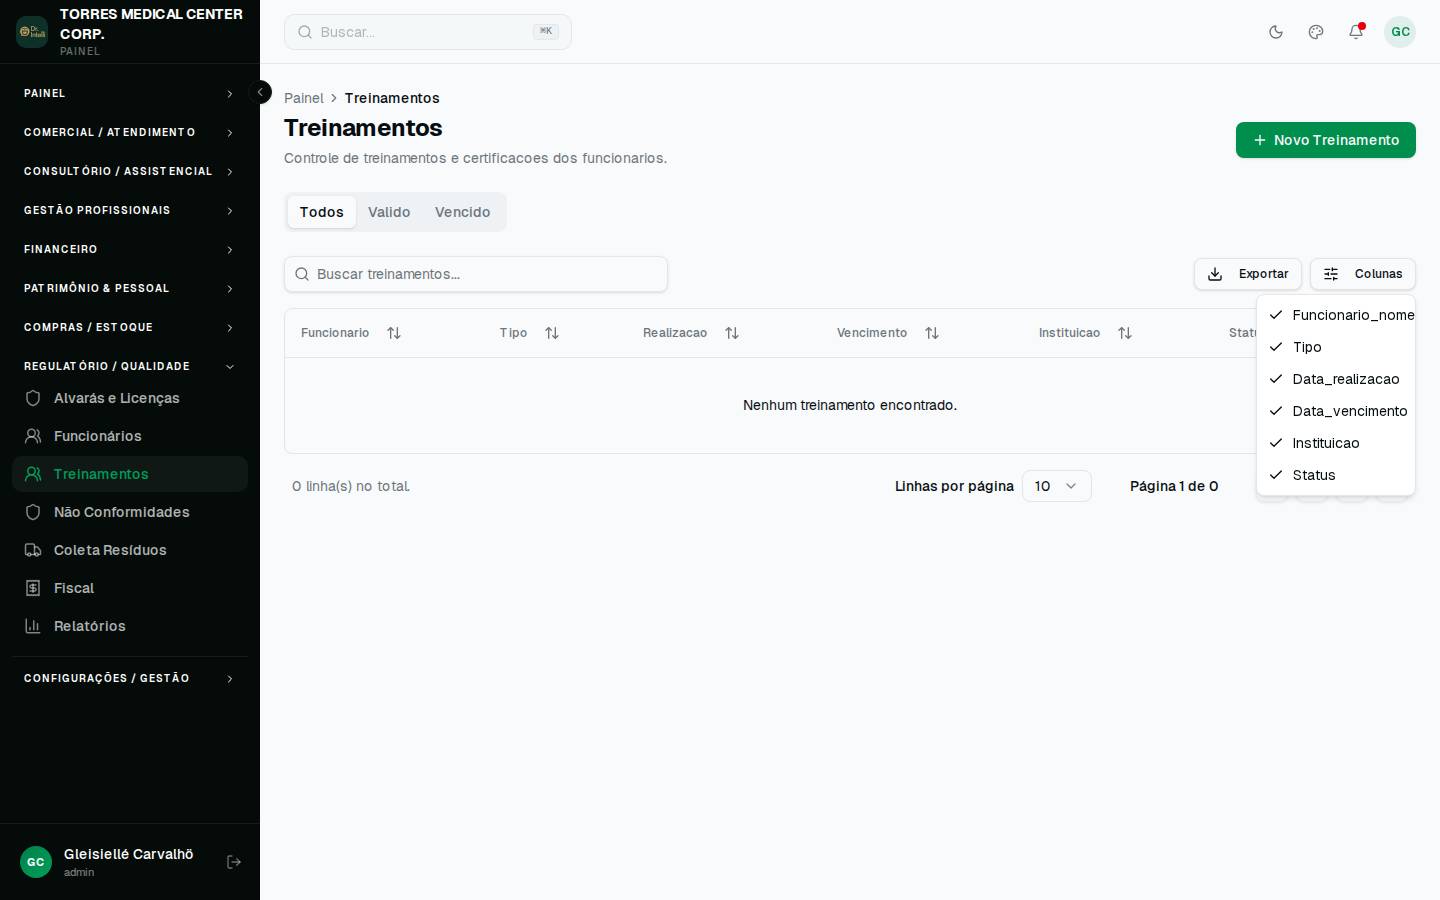 TORRES MEDICAL CENTER CORP.
PAINEL
PAINEL
COMERCIAL / ATENDIMENTO
CONSULTÓRIO / ASSISTENCIAL
GESTÃO PROFISSIONAIS
FINANCEIRO
PATRIMÔNIO & PESSOAL
COMPRAS / ESTOQUE
REGULATÓRIO / QUALIDADE
Alvarás e Licenças
Funcionários
Treinamentos
Não Conformidades
Coleta Resíduos
Fiscal
Relatórios
CONFIGURAÇÕES / GESTÃO
GC
Gleisiellé Carvalhö
admin
Buscar...
⌘K
GC
Painel > Treinamentos
Treinamentos
Controle de treinamentos e certificacoes dos funcionarios.
+ Novo Treinamento
Todos Valido Vencido
Buscar treinamentos...
Exportar
Colunas
Funcionario Tipo Realizacao Vencimento Instituicao
Nenhum treinamento encontrado.
0 linha(s) no total.
Linhas por página 10
Página 1 de 0
Funcionario_nome
Tipo
Data_realizacao
Data_vencimento
Instituicao
Status